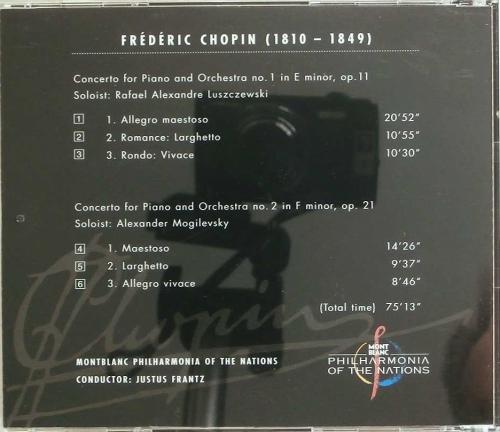 FRÉDÉRIC CHOPIN (1810 – 1849)
Concerto for Piano and Orchestra no. 1 in E minor, op.11
Soloist: Rafael Alexandre Luszczewski
1 1. Allegro maestoso 20'52"
2 2. Romance: Larghetto 10'55"
3 3. Rondo: Vivace 10'30"
Concerto for Piano and Orchestra no. 2 in F minor, op. 21
Soloist: Alexander Mogilevsky
4 1. Maestoso 14'26"
5 2. Larghetto 9'37"
6 3. Allegro vivace 8'46"
(Total time) 75'13"
Chopin
MONTBLANC PHILHARMONIA OF THE NATIONS
CONDUCTOR: JUSTUS FRANTZ
MONT
BLANC
PHILHARMONIA
OF THE NATIONS